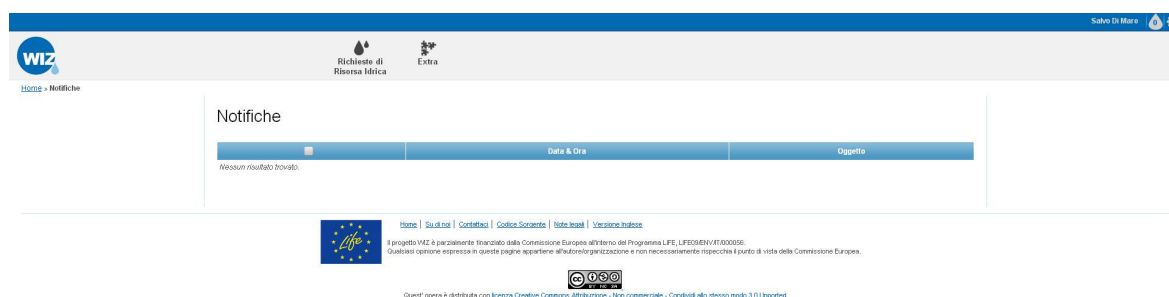 Salvo Di Mare 0
WIZ
Richieste di
Risorsa Idrica
Extra
Home » Notifiche
Notifiche
Data & Ora Oggetto
Nessun risultato trovato.
Home | Su di noi | Contattaci | Codice Sorgente | Note legali | Versione Inglese
Life
Il progetto WIZ è parzialmente finanziato dalla Commissione Europea all'interno del Programma LIFE, LIFE09/ENV/IT/000056.
Qualsiasi opinione espressa in queste pagine appartiene all'autore/organizzazione e non necessariamente rispecchia il punto di vista della Commissione Europea.
cc BY NC SA
Quest' opera è distribuita con licenza Creative Commons Attribuzione - Non commerciale - Condividi allo stesso modo 3.0 Unported